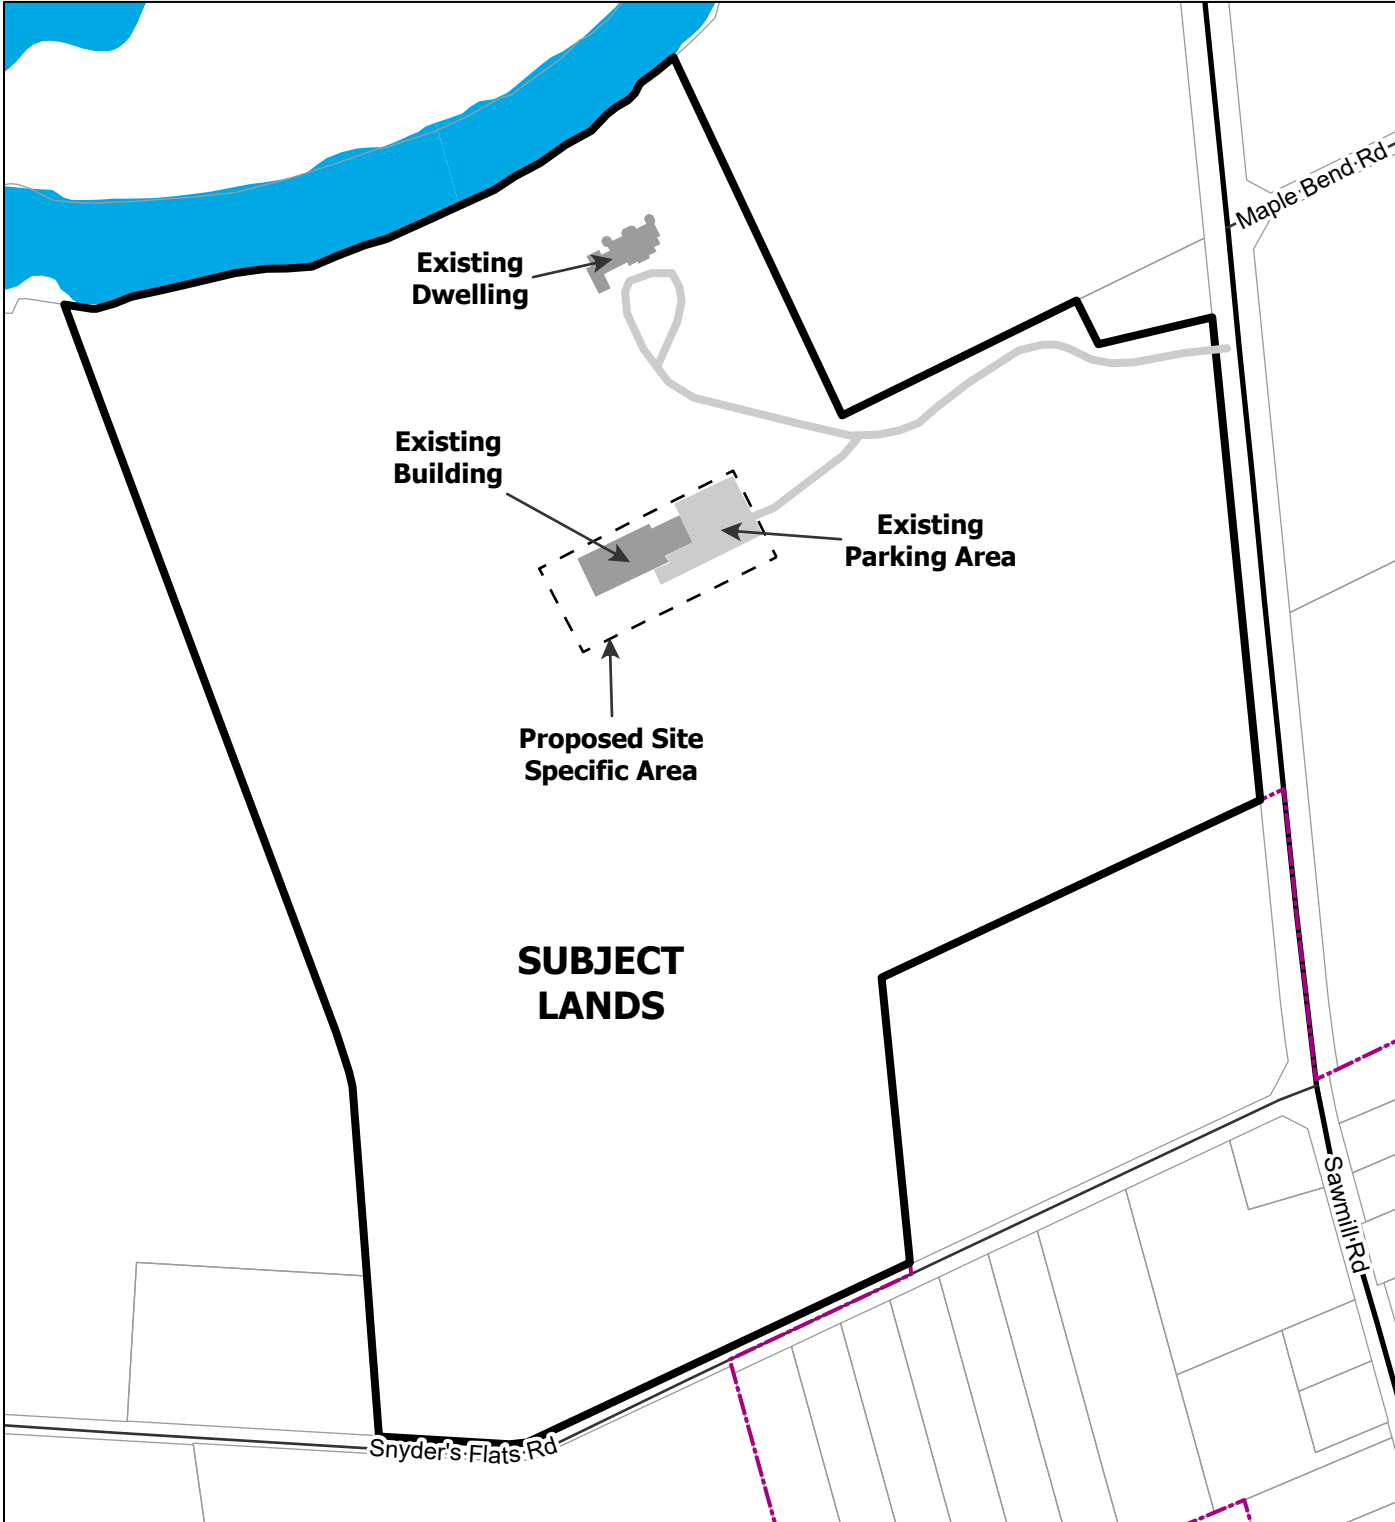 Maple Bend Rd
Existing
Dwelling
Existing
Building
Existing
Parking Area
Proposed Site
Specific Area
SUBJECT
LANDS
Sawmill Rd
Snyder's Flats Rd